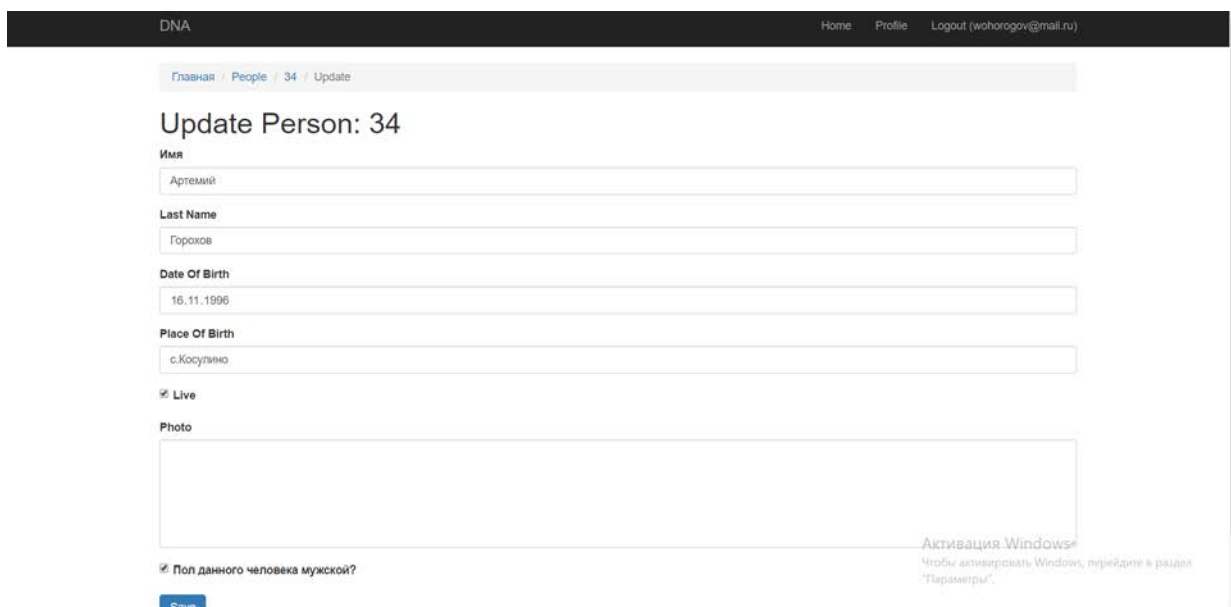 DNA Home Profile Logout (wohorogov@mail.ru)
Главная / People / 34 / Update
Update Person: 34
Имя
Артемий
Last Name
Горохов
Date Of Birth
16.11.1996
Place Of Birth
с.Косулино
Live
Photo
Активация Windows
Чтобы активировать Windows, перейдите в раздел
"Параметры".
Пол данного человека мужской?
Save